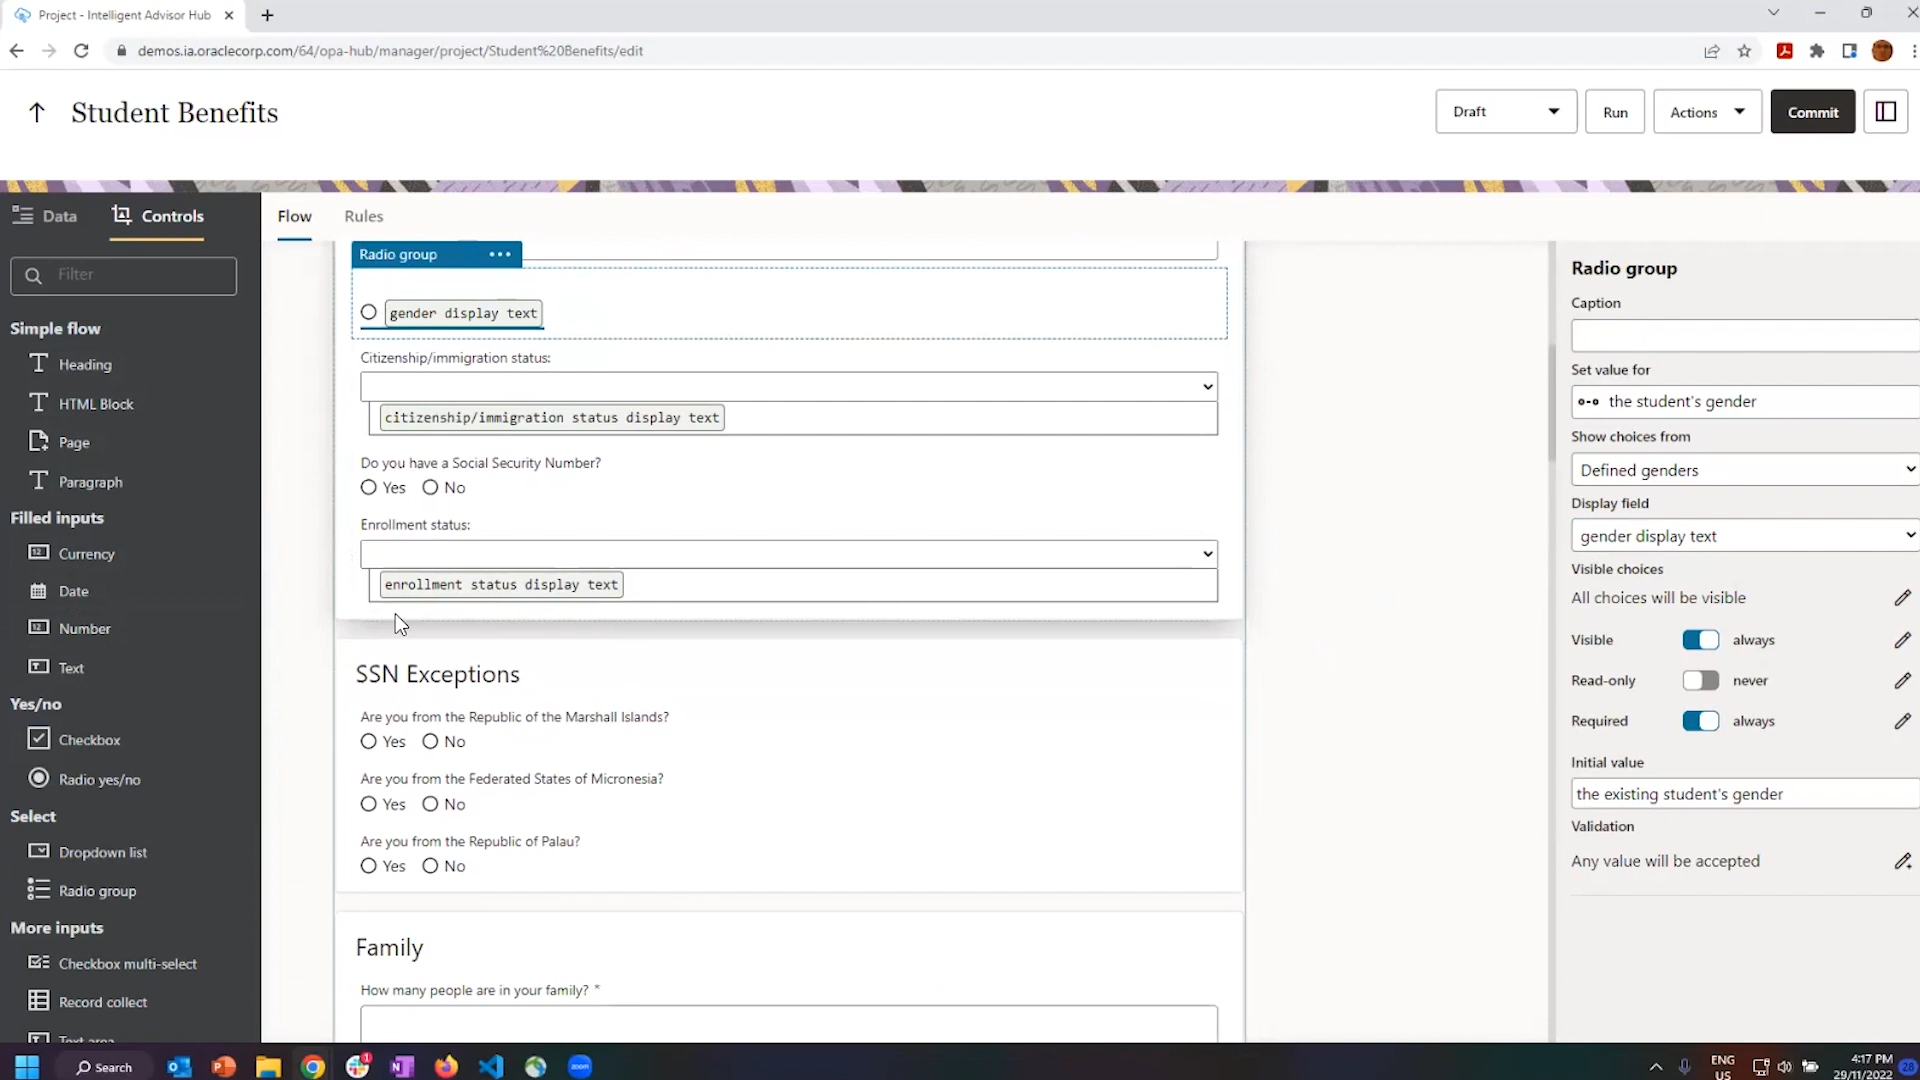 Project - Intelligent Advisor Hub
demos.ia.oraclecorp.com/64/opa-hub/manager/project/Student%20Benefits/edit
Student Benefits
Draft
Run
Actions
Commit
Data
Controls
Flow
Rules
Filter
Simple flow
Heading
HTML Block
Page
Paragraph
Filled inputs
Currency
Date
Number
Text
Yes/no
Checkbox
Radio yes/no
Select
Dropdown list
Radio group
More inputs
Checkbox multi-select
Record collect
Text area
Radio group
gender display text
Citizenship/immigration status:
citizenship/immigration status display text
Do you have a Social Security Number?
Yes No
Enrollment status:
enrollment status display text
SSN Exceptions
Are you from the Republic of the Marshall Islands?
Yes No
Are you from the Federated States of Micronesia?
Yes No
Are you from the Republic of Palau?
Yes No
Family
How many people are in your family? *
Radio group
Caption
Set value for
the student's gender
Show choices from
Defined genders
Display field
gender display text
Visible choices
All choices will be visible
Visible always
Read-only never
Required always
Initial value
the existing student's gender
Validation
Any value will be accepted
Search
1
zoom
ENG
US
4:17 PM
29/11/2022
28